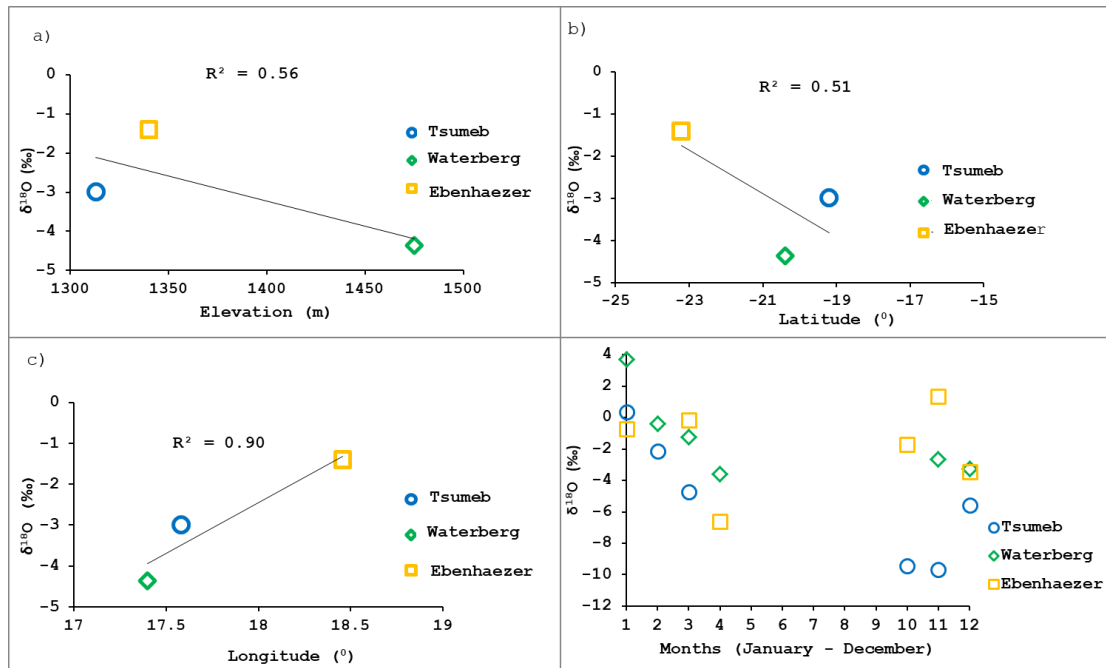 a)
R² = 0.56
0
−1
−2
−3
−4
−5
δ¹⁸O (‰)
1300 1350 1400 1450 1500
Elevation (m)
Tsumeb
Waterberg
Ebenhaezer
b)
R² = 0.51
0
−1
−2
−3
−4
−5
δ¹⁸O (‰)
−25 −23 −21 −19 −17 −15
Latitude (⁰)
Tsumeb
Waterberg
Ebenhaezer
c)
R² = 0.90
0
−1
−2
−3
−4
−5
δ¹⁸O (‰)
17 17.5 18 18.5 19
Longitude (⁰)
Tsumeb
Waterberg
Ebenhaezer
4
2
0
−2
−4
−6
−8
−10
−12
δ¹⁸O (‰)
1 2 3 4 5 6 7 8 9 10 11 12
Months (January - December)
Tsumeb
Waterberg
Ebenhaezer